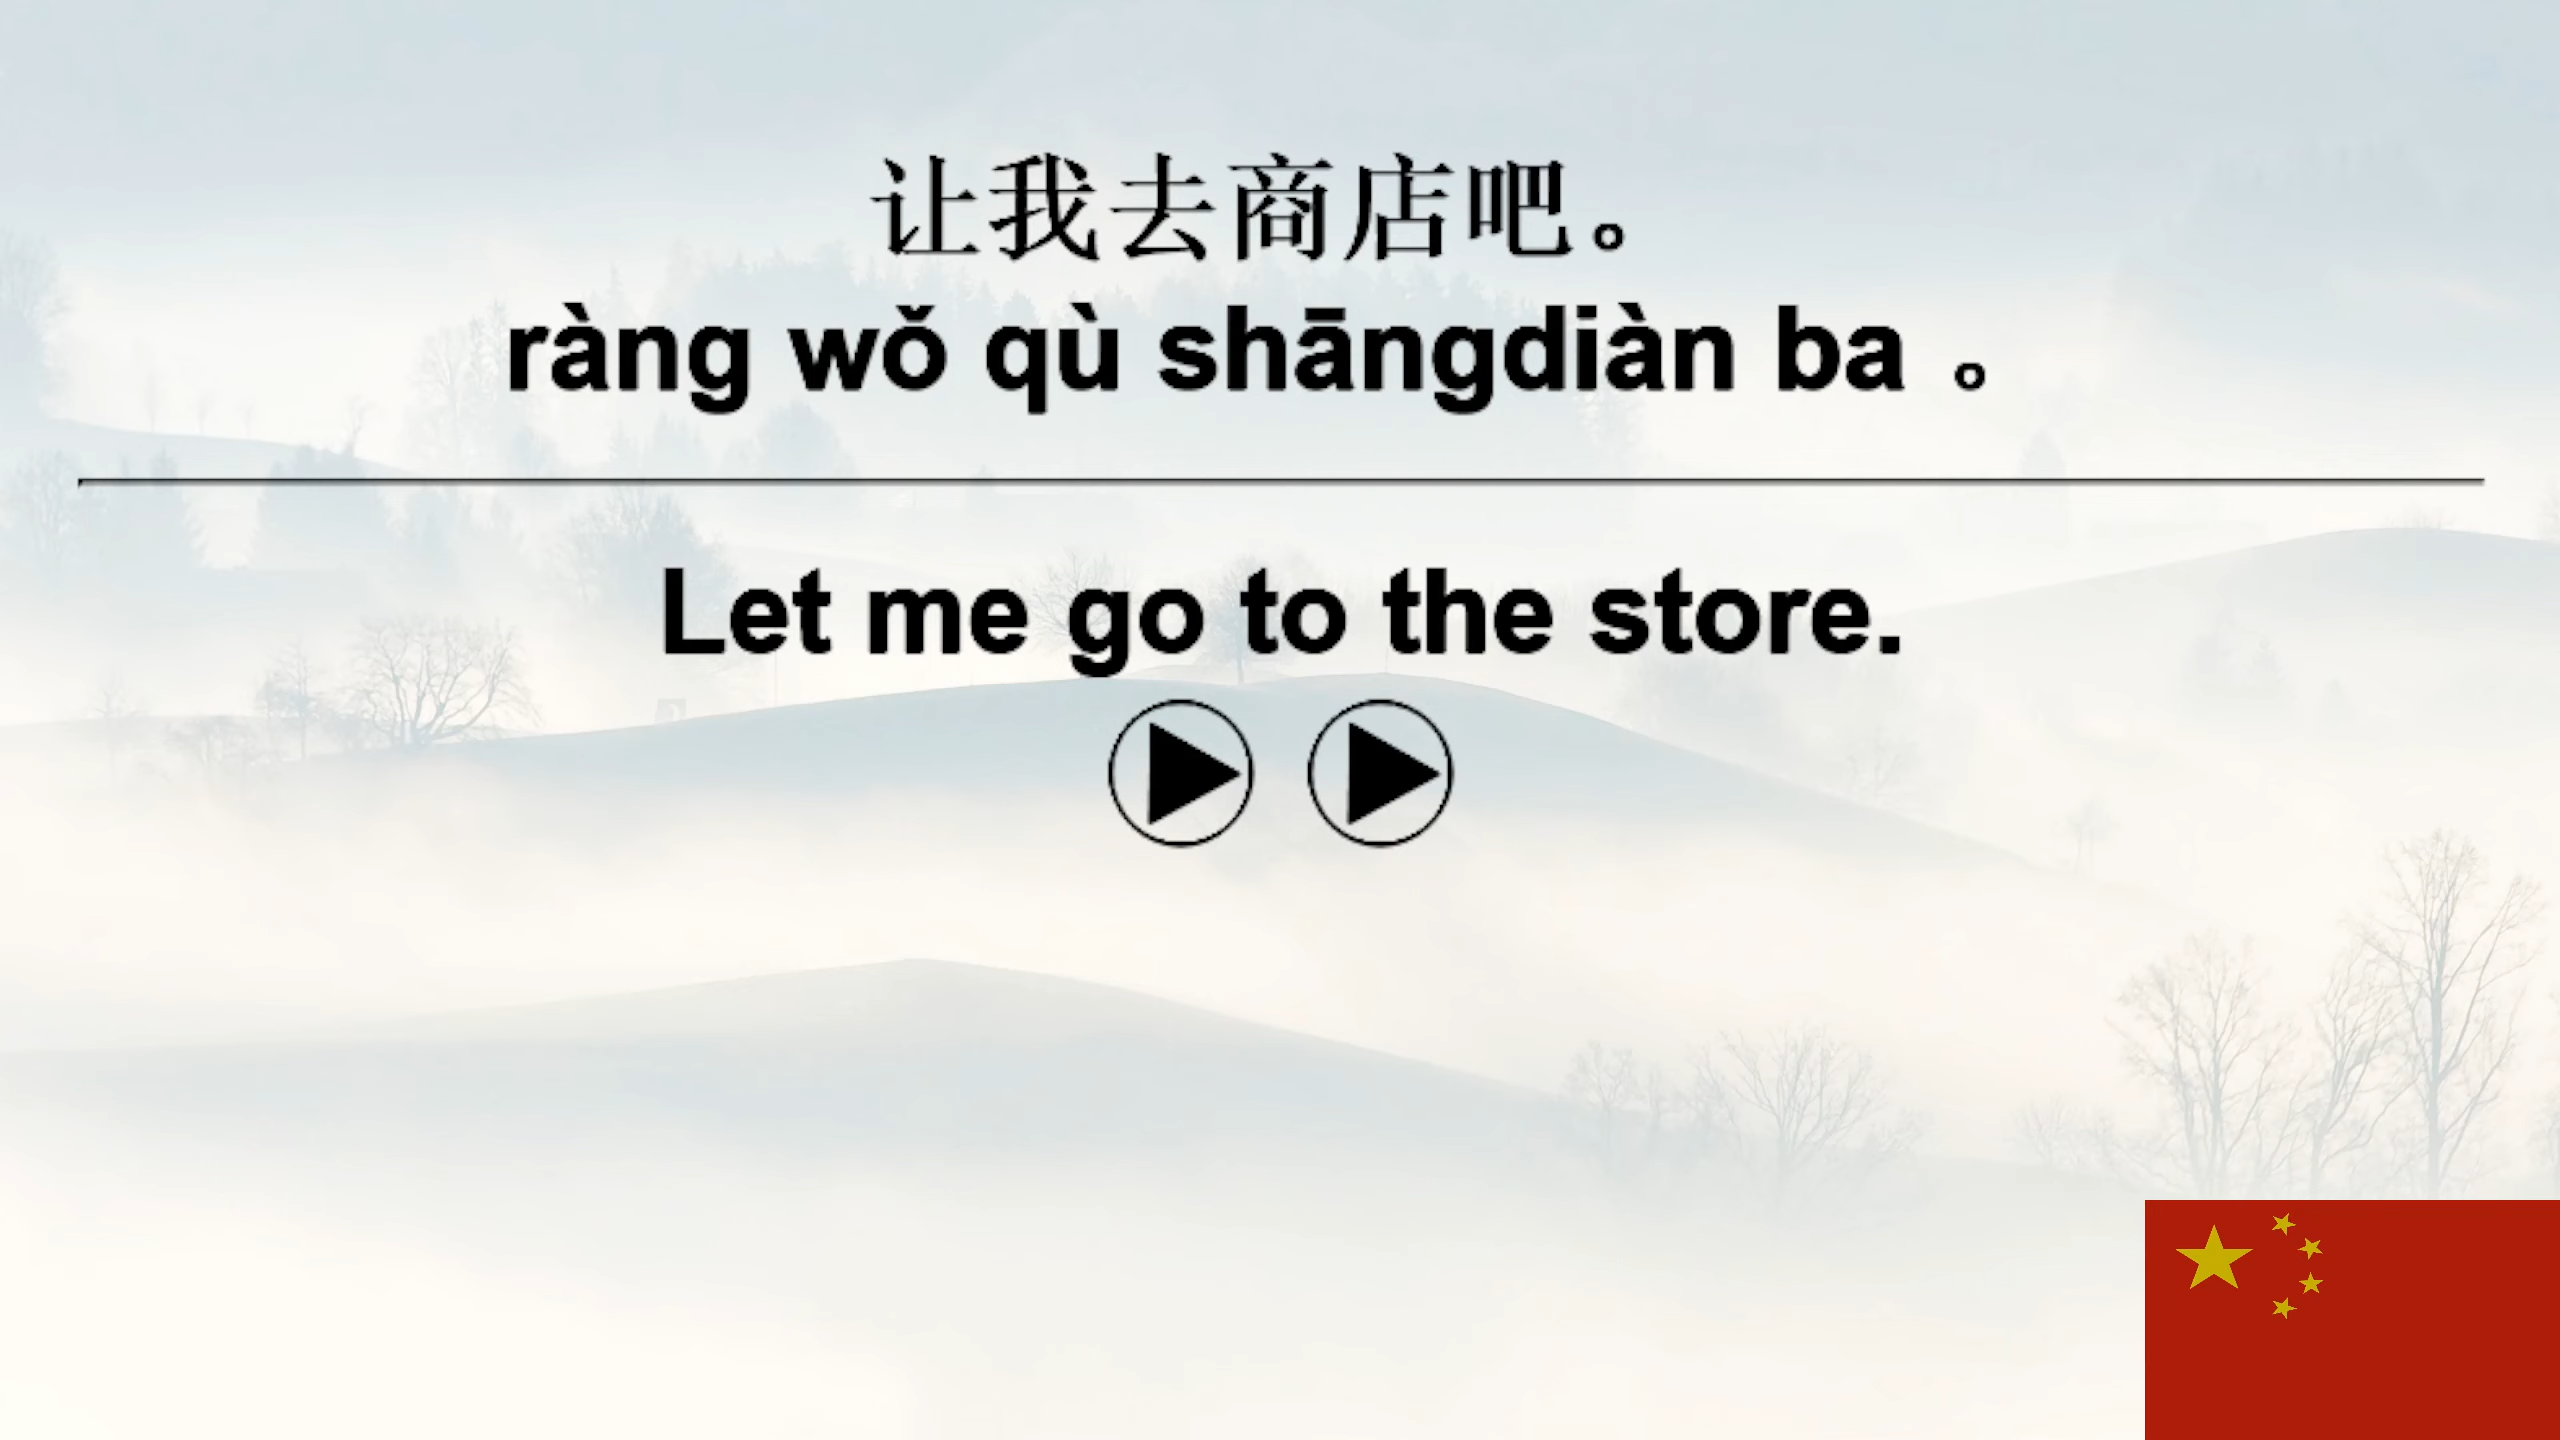 让我去商店吧。
ràng wǒ qù shāngdiàn ba 。
Let me go to the store.